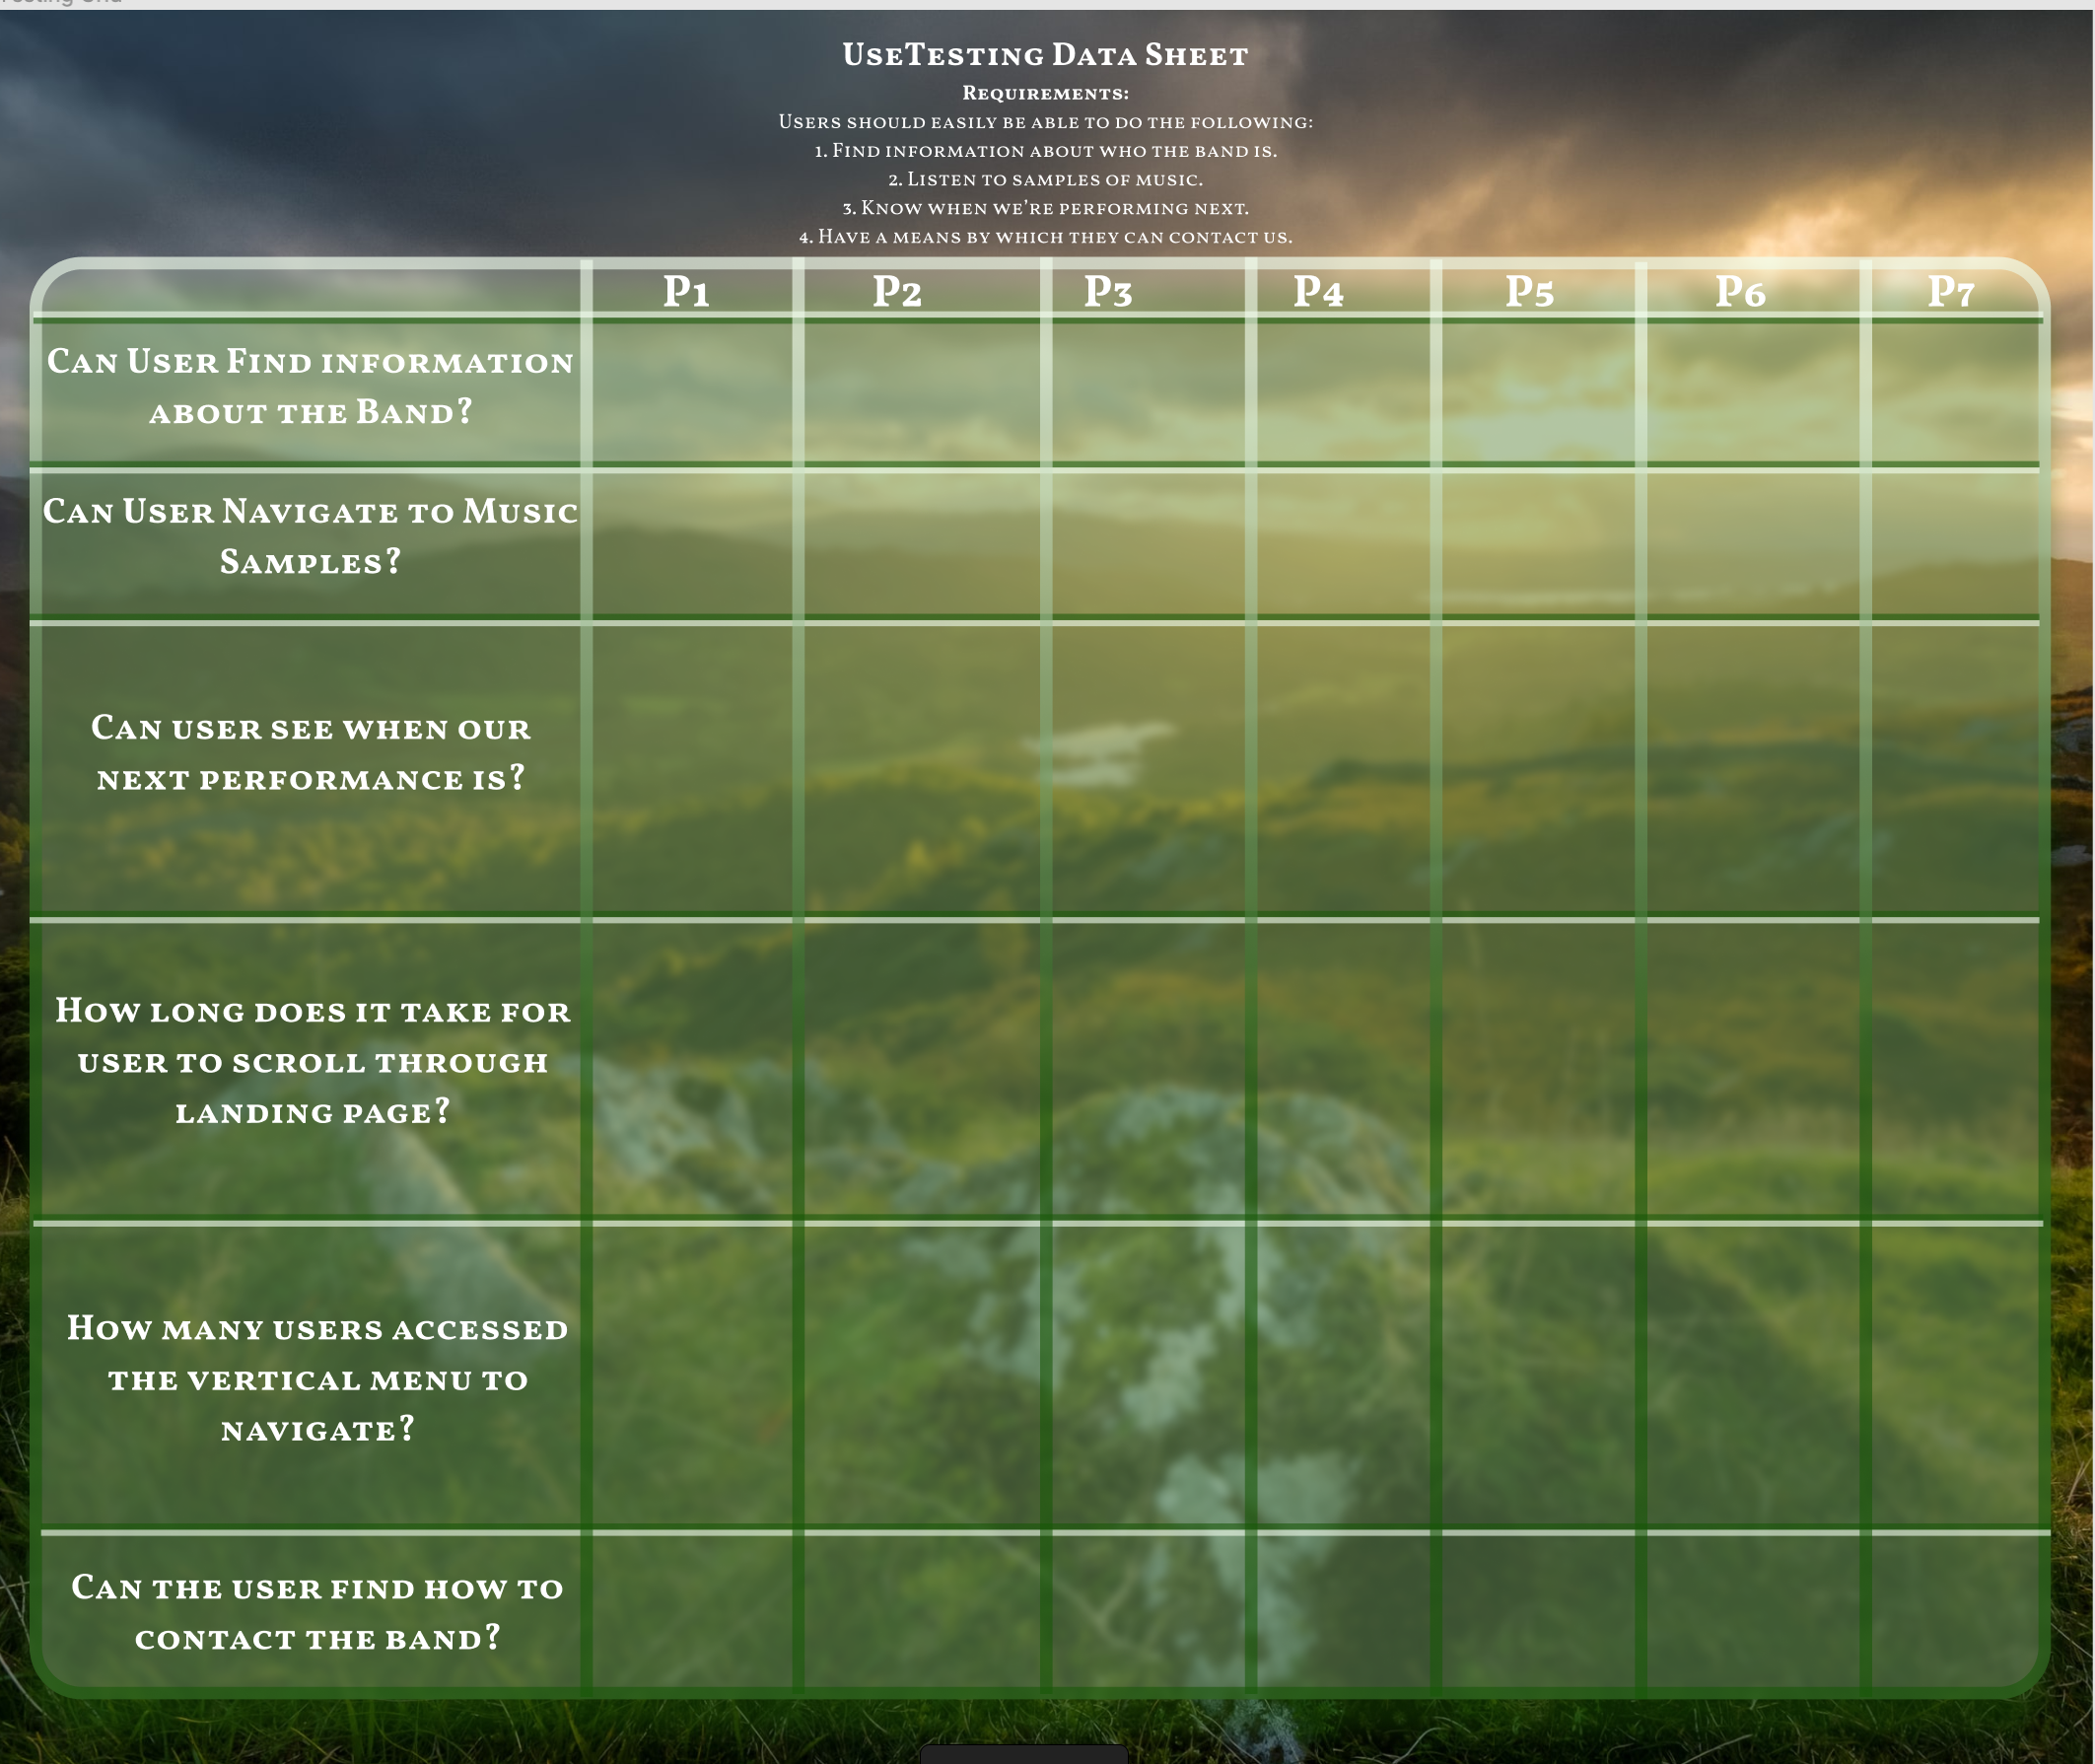 UseTesting Data Sheet
Requirements:
Users should easily be able to do the following:
1. Find information about who the band is.
2. Listen to samples of music.
3. Know when we're performing next.
4. Have a means by which they can contact us.
P1 P2 P3 P4 P5 P6 P7
Can User Find information
about the Band?
Can User Navigate to Music
Samples?
Can user see when our
next performance is?
How long does it take for
user to scroll through
landing page?
How many users accessed
the vertical menu to
navigate?
Can the user find how to
contact the band?